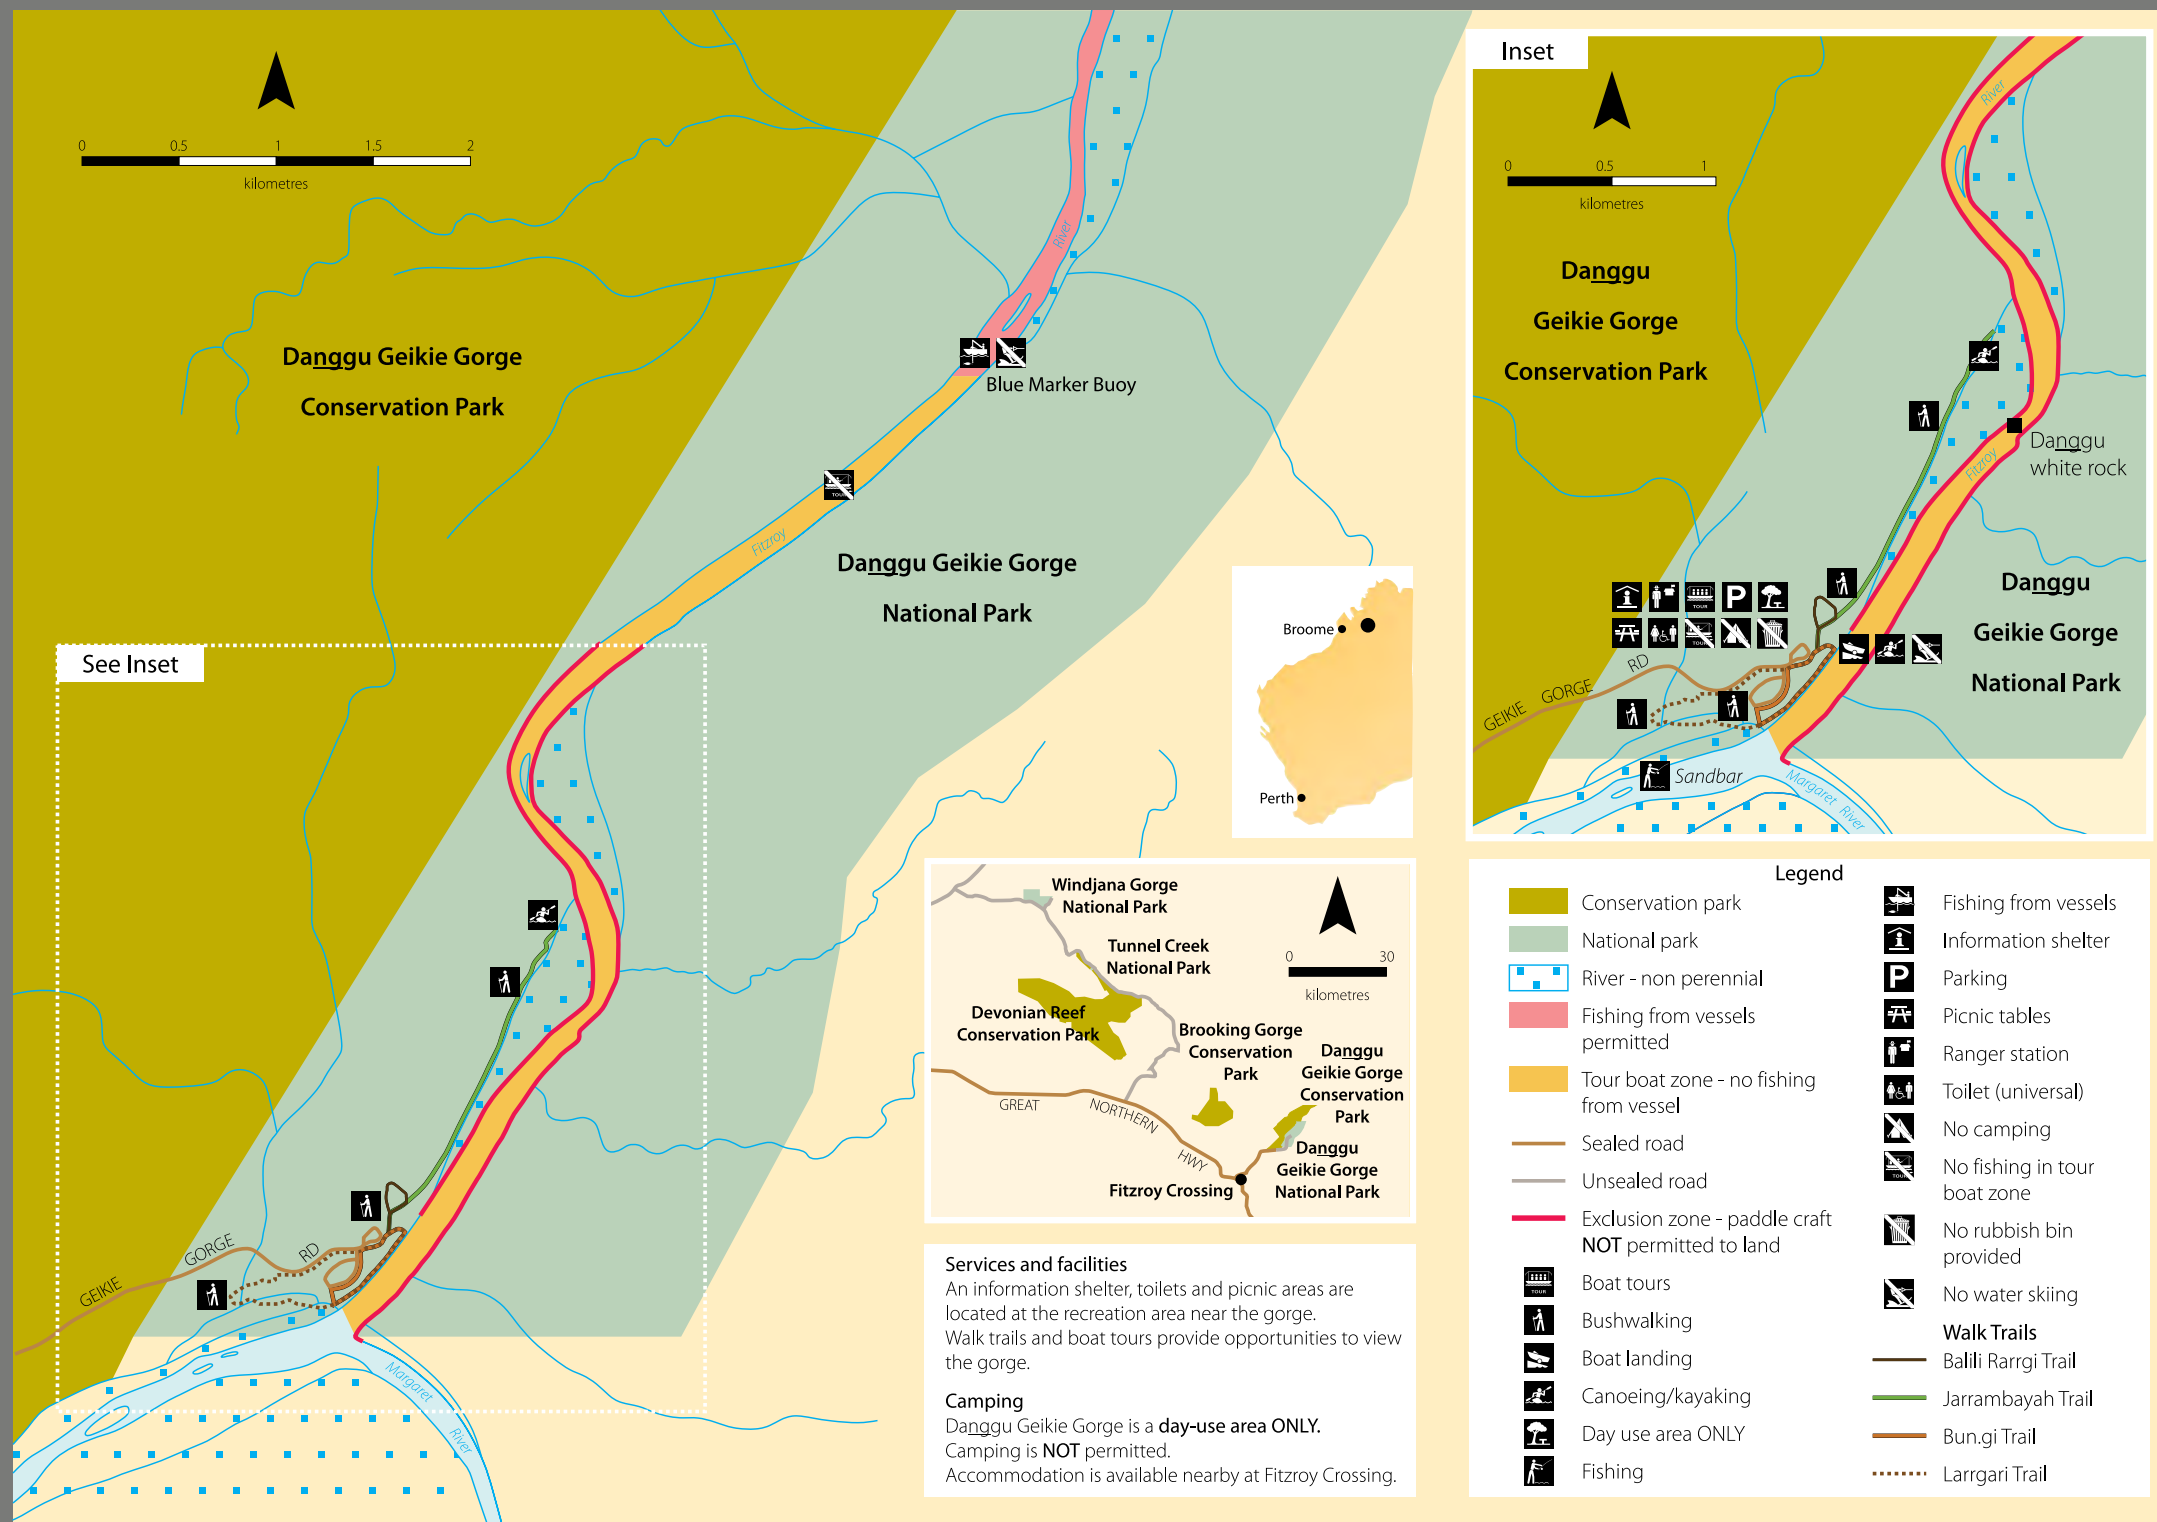 0 0.5 1 1.5 2
kilometres
Danggu Geikie Gorge
Conservation Park
River
Blue Marker Buoy
TOUR
Fitzroy
Danggu Geikie Gorge
National Park
See Inset
GEIKIE GORGE RD
Margaret River
Broome
Perth
Inset
0 0.5 1
kilometres
River
Danggu
Geikie Gorge
Conservation Park
Danggu
white rock
Fitzroy
Danggu
Geikie Gorge
National Park
TOUR P
TOUR
GEIKIE GORGE RD
Sandbar
Margaret River
Windjana Gorge
National Park
Tunnel Creek
National Park
0 30
kilometres
Devonian Reef
Conservation Park
Brooking Gorge
Conservation
Park
Danggu
Geikie Gorge
Conservation
Park
GREAT NORTHERN HWY
Danggu
Geikie Gorge
National Park
Fitzroy Crossing
Services and facilities
An information shelter, toilets and picnic areas are
located at the recreation area near the gorge.
Walk trails and boat tours provide opportunities to view
the gorge.
Camping
Danggu Geikie Gorge is a day-use area ONLY.
Camping is NOT permitted.
Accommodation is available nearby at Fitzroy Crossing.
Legend
Conservation park
National park
River - non perennial
Fishing from vessels
permitted
Tour boat zone - no fishing
from vessel
Sealed road
Unsealed road
Exclusion zone - paddle craft
NOT permitted to land
TOUR
Boat tours
Bushwalking
Boat landing
Canoeing/kayaking
Day use area ONLY
Fishing
Fishing from vessels
Information shelter
P
Parking
Picnic tables
Ranger station
Toilet (universal)
No camping
TOUR
No fishing in tour
boat zone
No rubbish bin
provided
No water skiing
Walk Trails
Balili Rarrgi Trail
Jarrambayah Trail
Bun.gi Trail
Larrgari Trail